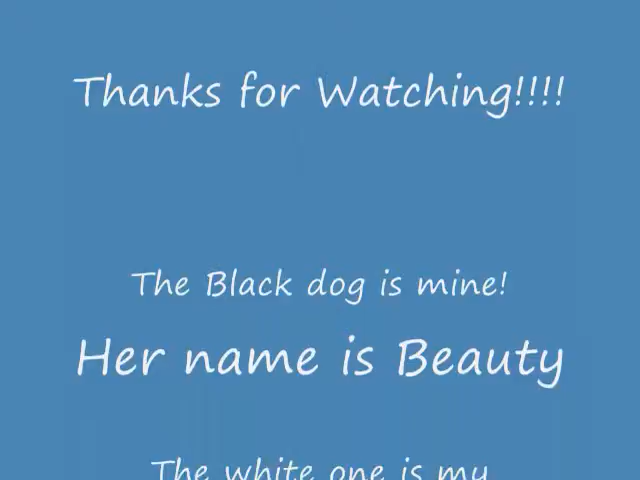 Thanks for Watching!!!!
The Black dog is mine!
Her name is Beauty
The white one is my